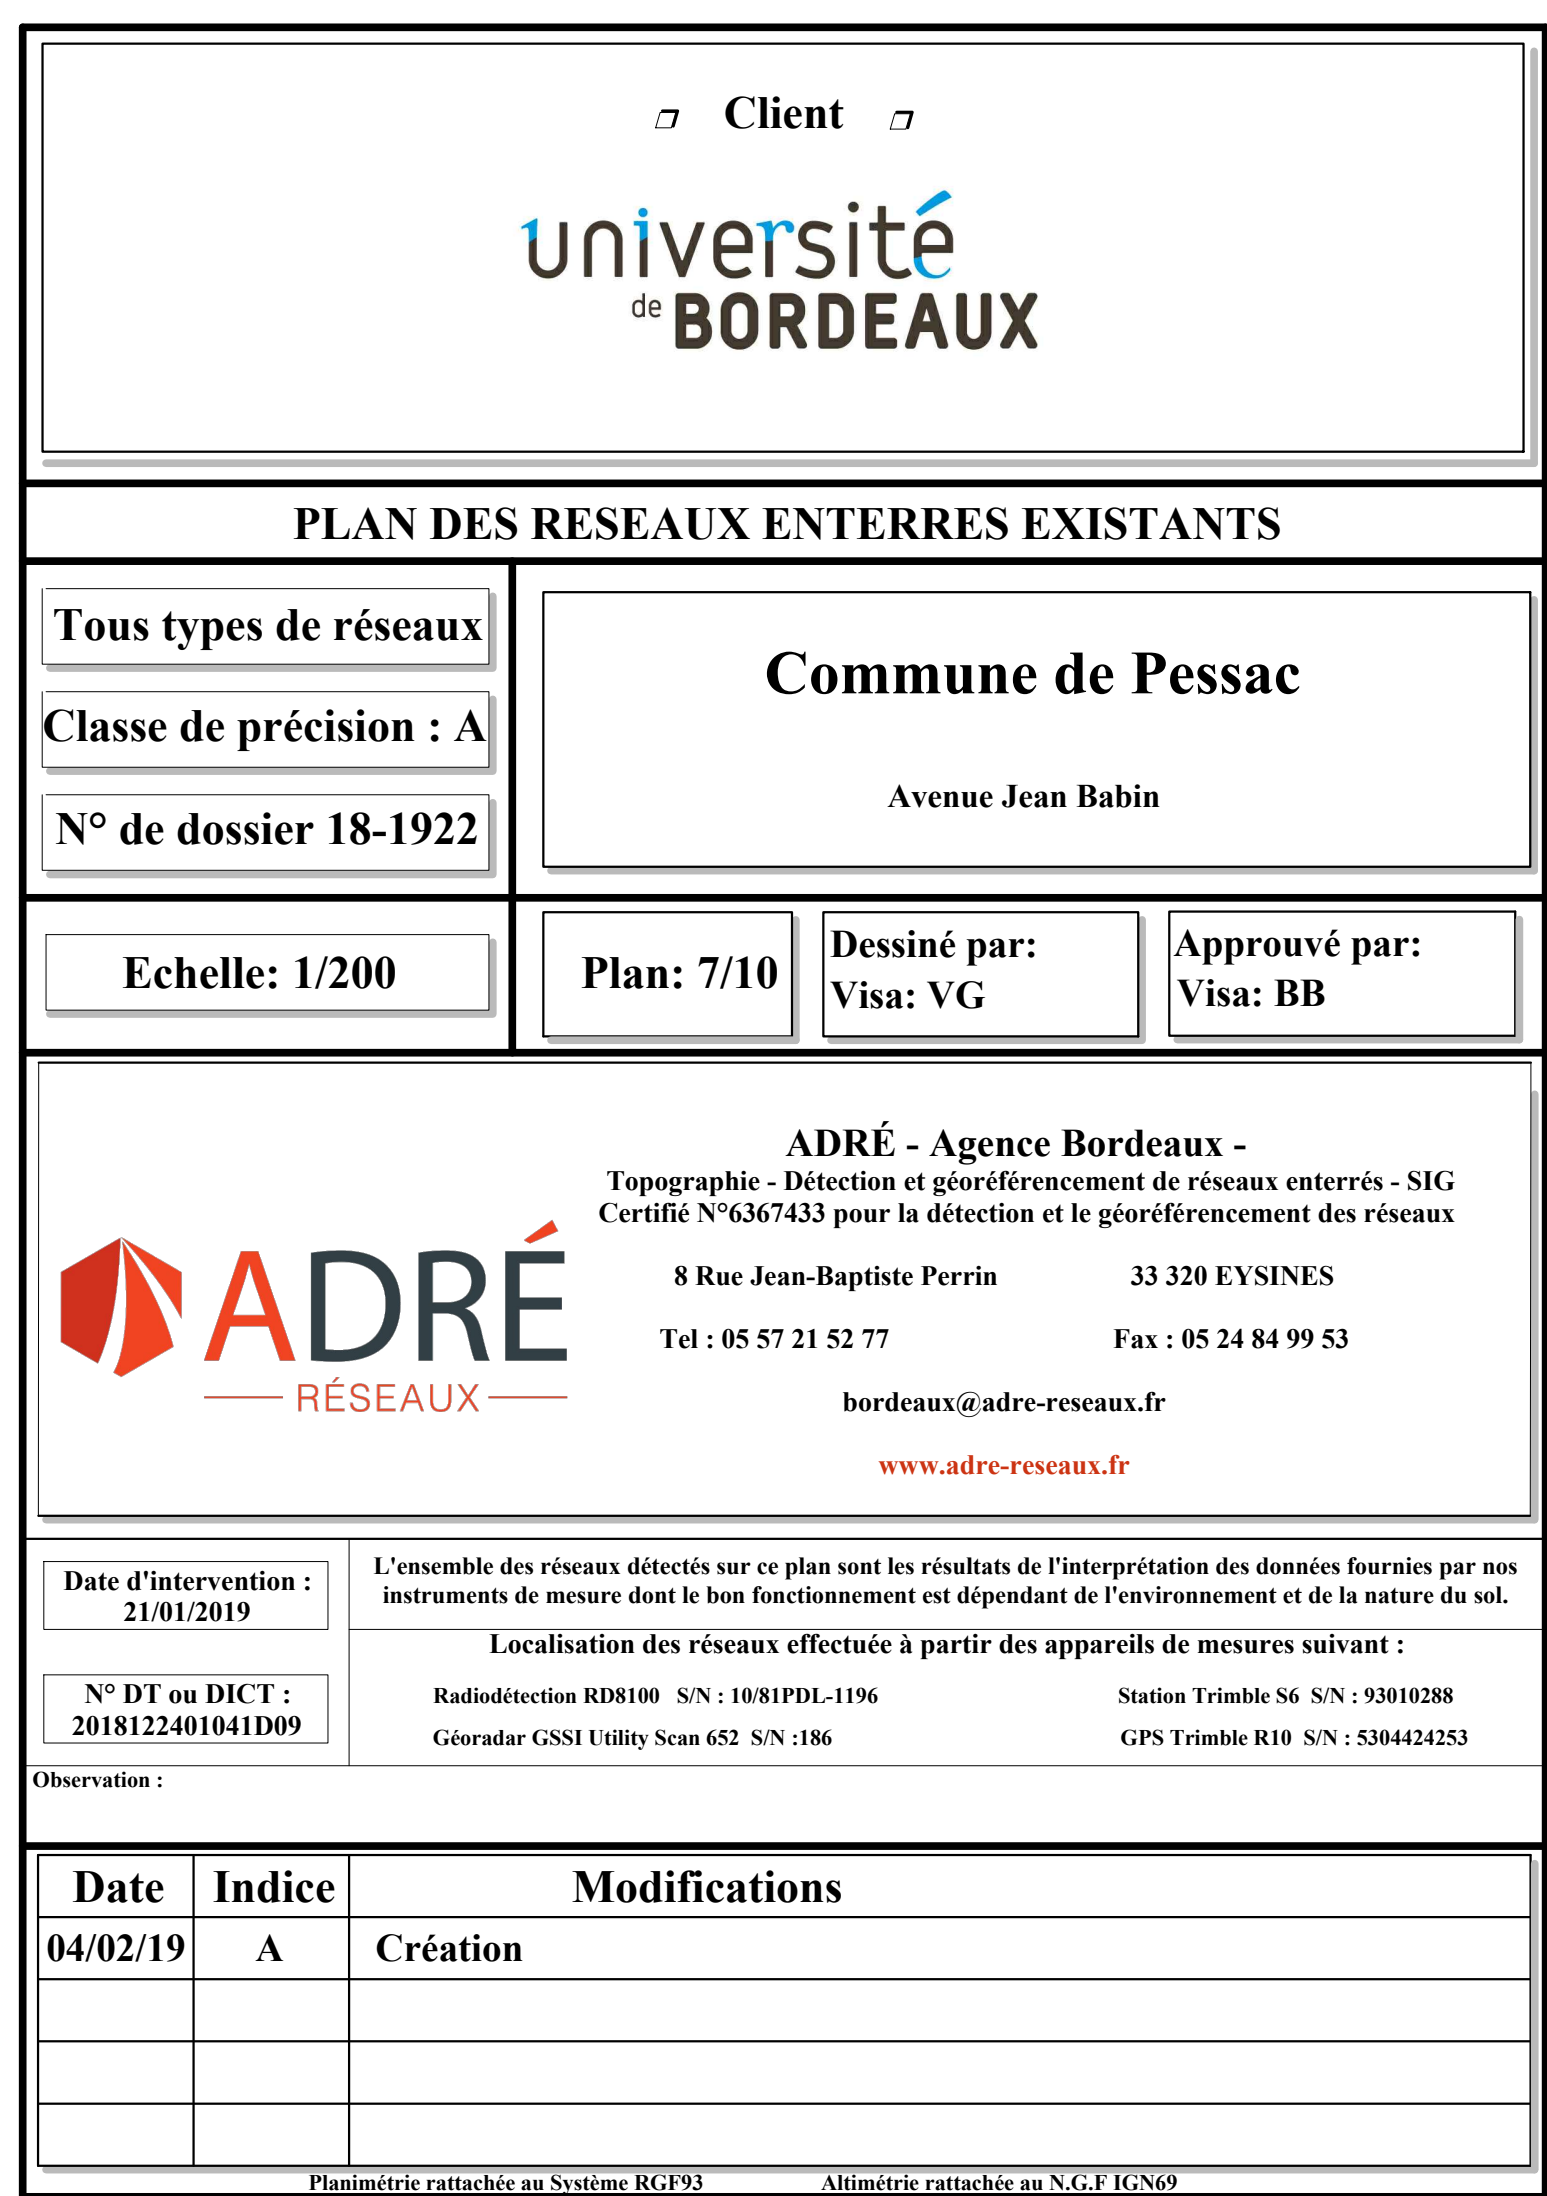 Client
université
de BORDEAUX
PLAN DES RESEAUX ENTERRES EXISTANTS
Tous types de réseaux
Classe de précision : A
N° de dossier 18-1922
Commune de Pessac
Avenue Jean Babin
Echelle: 1/200
Plan: 7/10
Dessiné par:
Visa: VG
Approuvé par:
Visa: BB
ADRÉ
RÉSEAUX
ADRÉ - Agence Bordeaux -
Topographie - Détection et géoréférencement de réseaux enterrés - SIG
Certifié N°6367433 pour la détection et le géoréférencement des réseaux
8 Rue Jean-Baptiste Perrin 33 320 EYSINES
Tel : 05 57 21 52 77 Fax : 05 24 84 99 53
bordeaux@adre-reseaux.fr
www.adre-reseaux.fr
Date d'intervention :
21/01/2019
N° DT ou DICT :
2018122401041D09
L'ensemble des réseaux détectés sur ce plan sont les résultats de l'interprétation des données fournies par nos
instruments de mesure dont le bon fonctionnement est dépendant de l'environnement et de la nature du sol.
Localisation des réseaux effectuée à partir des appareils de mesures suivant :
Radiodétection RD8100 S/N : 10/81PDL-1196 Station Trimble S6 S/N : 93010288
Géoradar GSSI Utility Scan 652 S/N :186 GPS Trimble R10 S/N : 5304424253
Observation :
Date Indice Modifications
04/02/19 A Création
Planimétrie rattachée au Système RGF93 Altimétrie rattachée au N.G.F IGN69